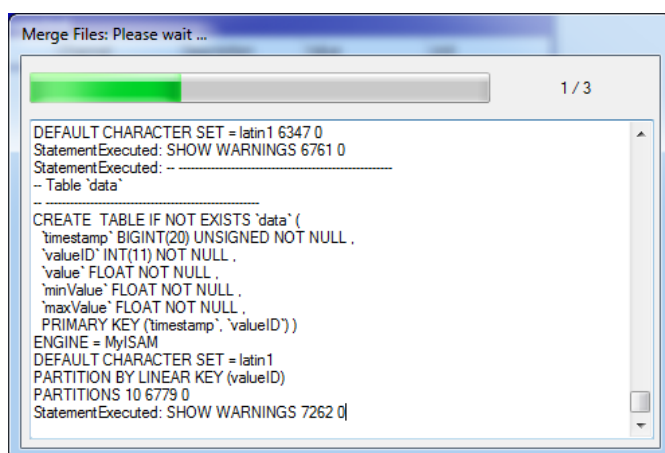 Merge Files: Please wait ...
1 / 3
DEFAULT CHARACTER SET = latin1 6347 0
StatementExecuted: SHOW WARNINGS 6761 0
StatementExecuted: -- -----------------------------------------------------
-- Table `data`
-- -----------------------------------------------------
CREATE  TABLE IF NOT EXISTS `data` (
  `timestamp` BIGINT(20) UNSIGNED NOT NULL ,
  `valueID` INT(11) NOT NULL ,
  `value` FLOAT NOT NULL ,
  `minValue` FLOAT NOT NULL ,
  `maxValue` FLOAT NOT NULL ,
  PRIMARY KEY (`timestamp`, `valueID`) )
ENGINE = MyISAM
DEFAULT CHARACTER SET = latin1
PARTITION BY LINEAR KEY (valueID)
PARTITIONS 10 6779 0
StatementExecuted: SHOW WARNINGS 7262 0